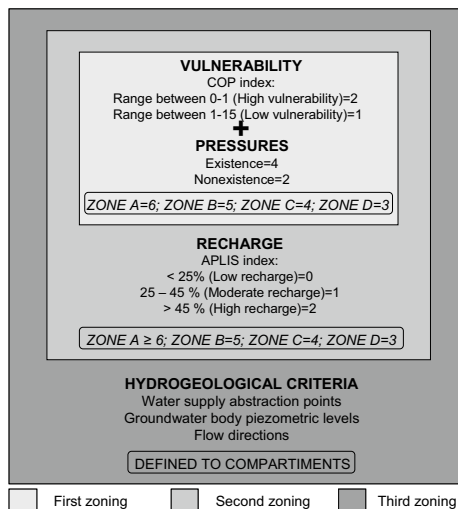 VULNERABILITY
COP index:
Range between 0-1 (High vulnerability)=2
Range between 1-15 (Low vulnerability)=1
+
PRESSURES
Existence=4
Nonexistence=2
ZONE A=6; ZONE B=5; ZONE C=4; ZONE D=3
RECHARGE
APLIS index:
< 25% (Low recharge)=0
25 – 45 % (Moderate recharge)=1
> 45 % (High recharge)=2
ZONE A ≥ 6; ZONE B=5; ZONE C=4; ZONE D=3
HYDROGEOLOGICAL CRITERIA
Water supply abstraction points
Groundwater body piezometric levels
Flow directions
DEFINED TO COMPARTIMENTS
First zoning Second zoning Third zoning